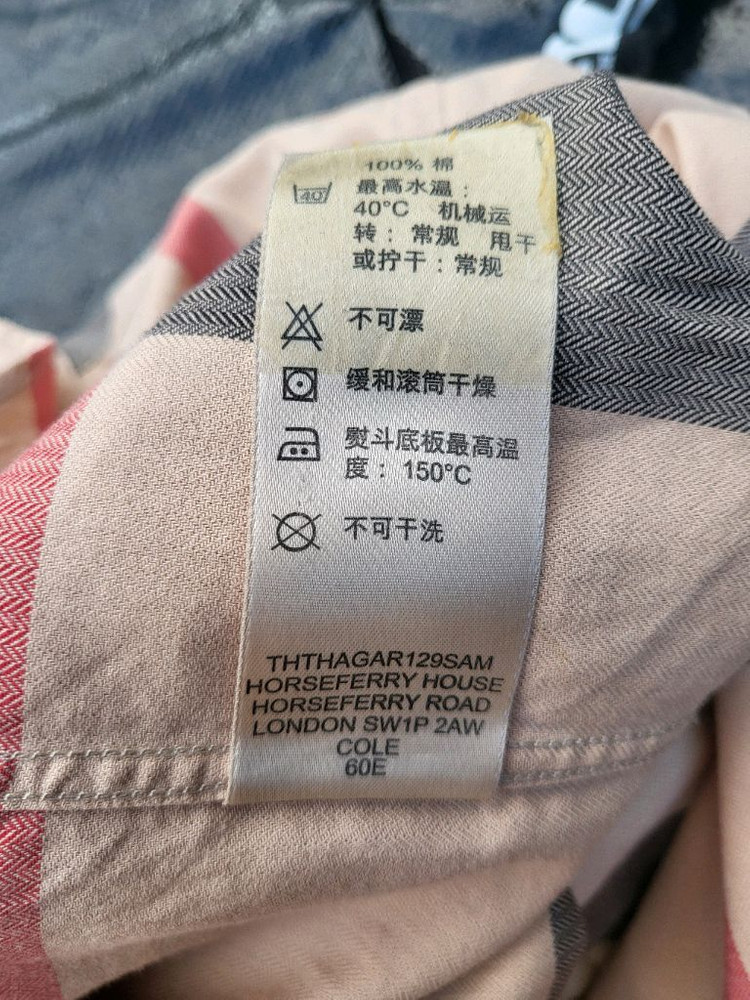 100% 棉
40
最高水温：
40°C 机械运
转：常规 甩干
或拧干：常规
不可漂
缓和滚筒干燥
熨斗底板最高温
度：150°C
不可干洗
THTHAGAR129SAM
HORSEFERRY HOUSE
HORSEFERRY ROAD
LONDON SW1P 2AW
COLE
60E